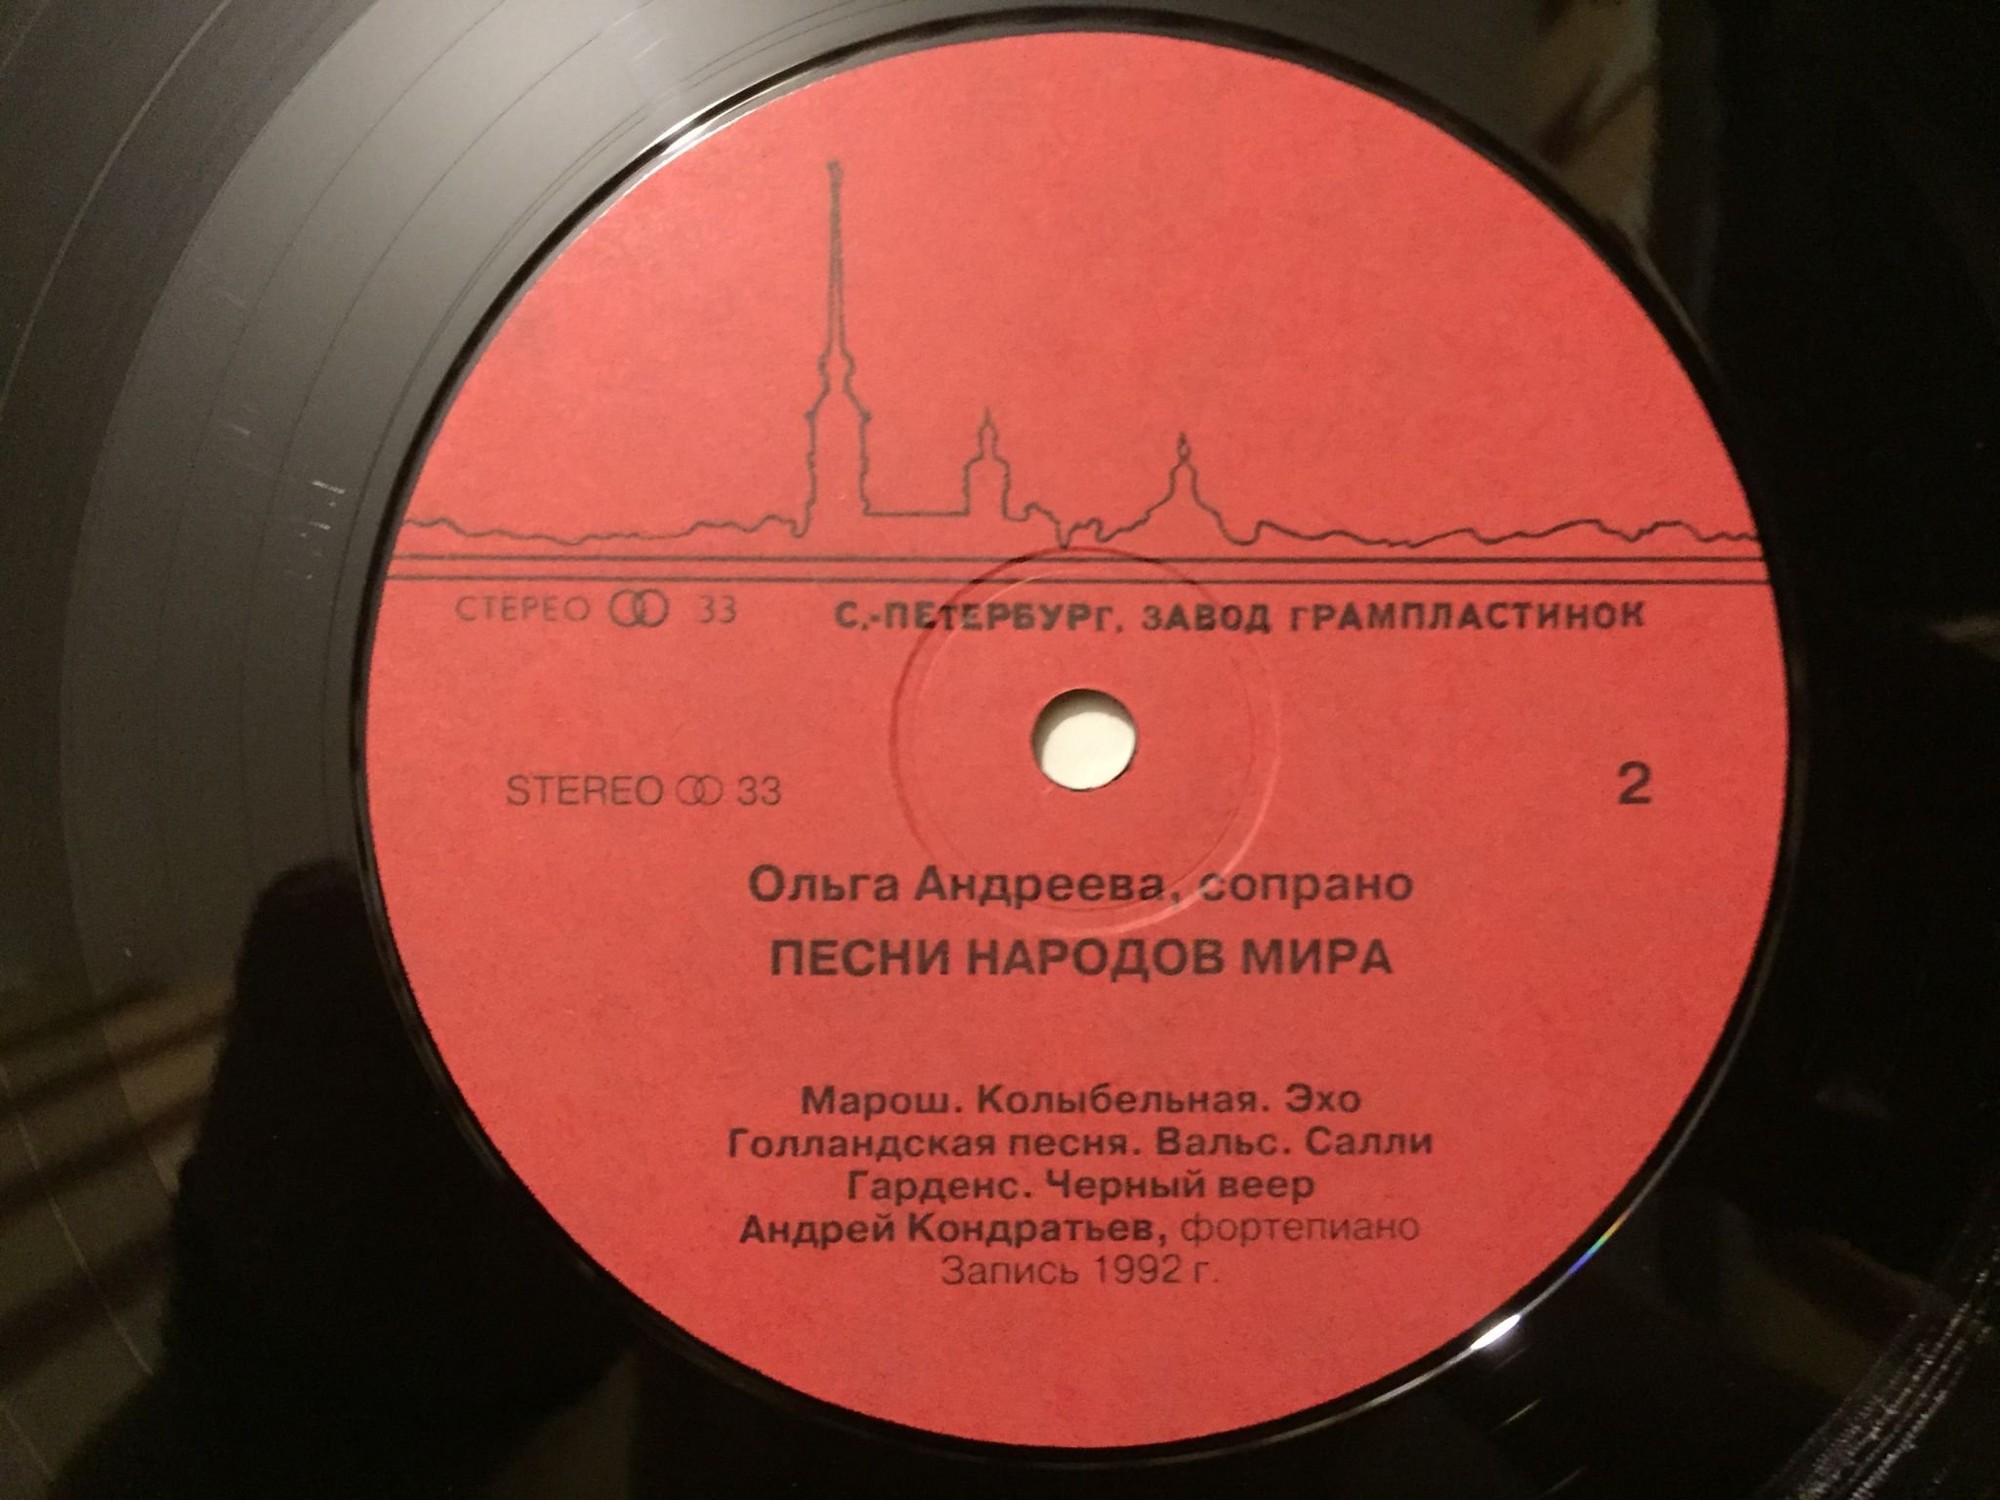 СТЕРЕО 33 С.-ПЕТЕРБУРГ. ЗАВОД ГРАМПЛАСТИНОК
STEREO 33 2
Ольга Андреева, сопрано
ПЕСНИ НАРОДОВ МИРА
Марош. Колыбельная. Эхо
Голландская песня. Вальс. Салли
Гарденс. Черный веер
Андрей Кондратьев, фортепиано
Запись 1992 г.